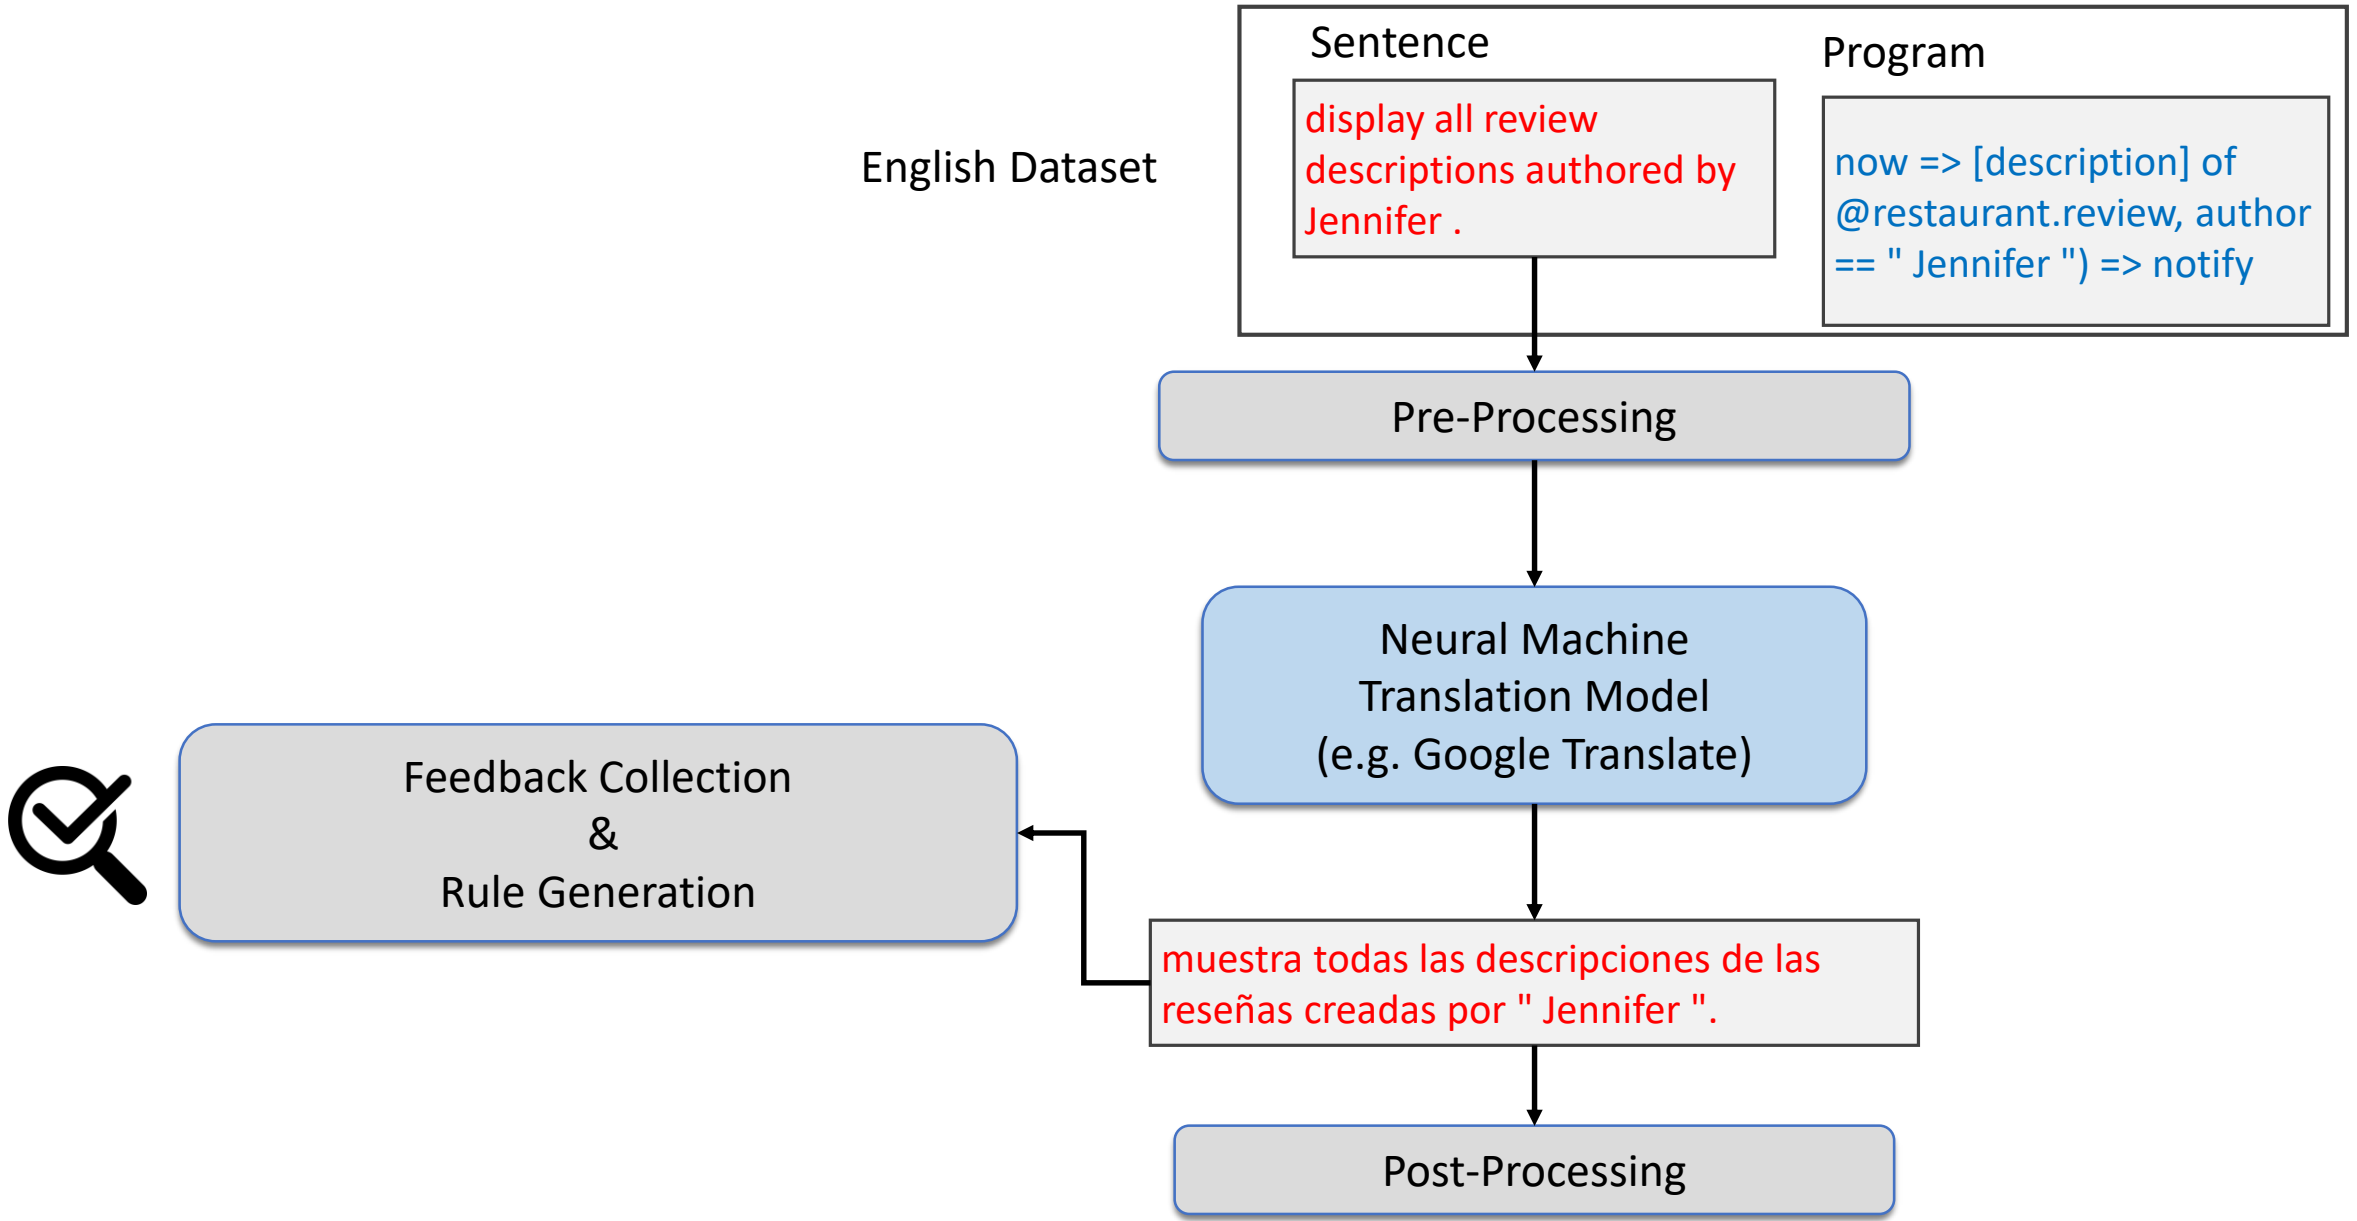 Sentence
display all review
descriptions authored by
Jennifer .
Program
now => [description] of
@restaurant.review, author
== " Jennifer ") => notify
English Dataset
Pre-Processing
Neural Machine
Translation Model
(e.g. Google Translate)
Feedback Collection
&
Rule Generation
muestra todas las descripciones de las
reseñas creadas por " Jennifer ".
Post-Processing